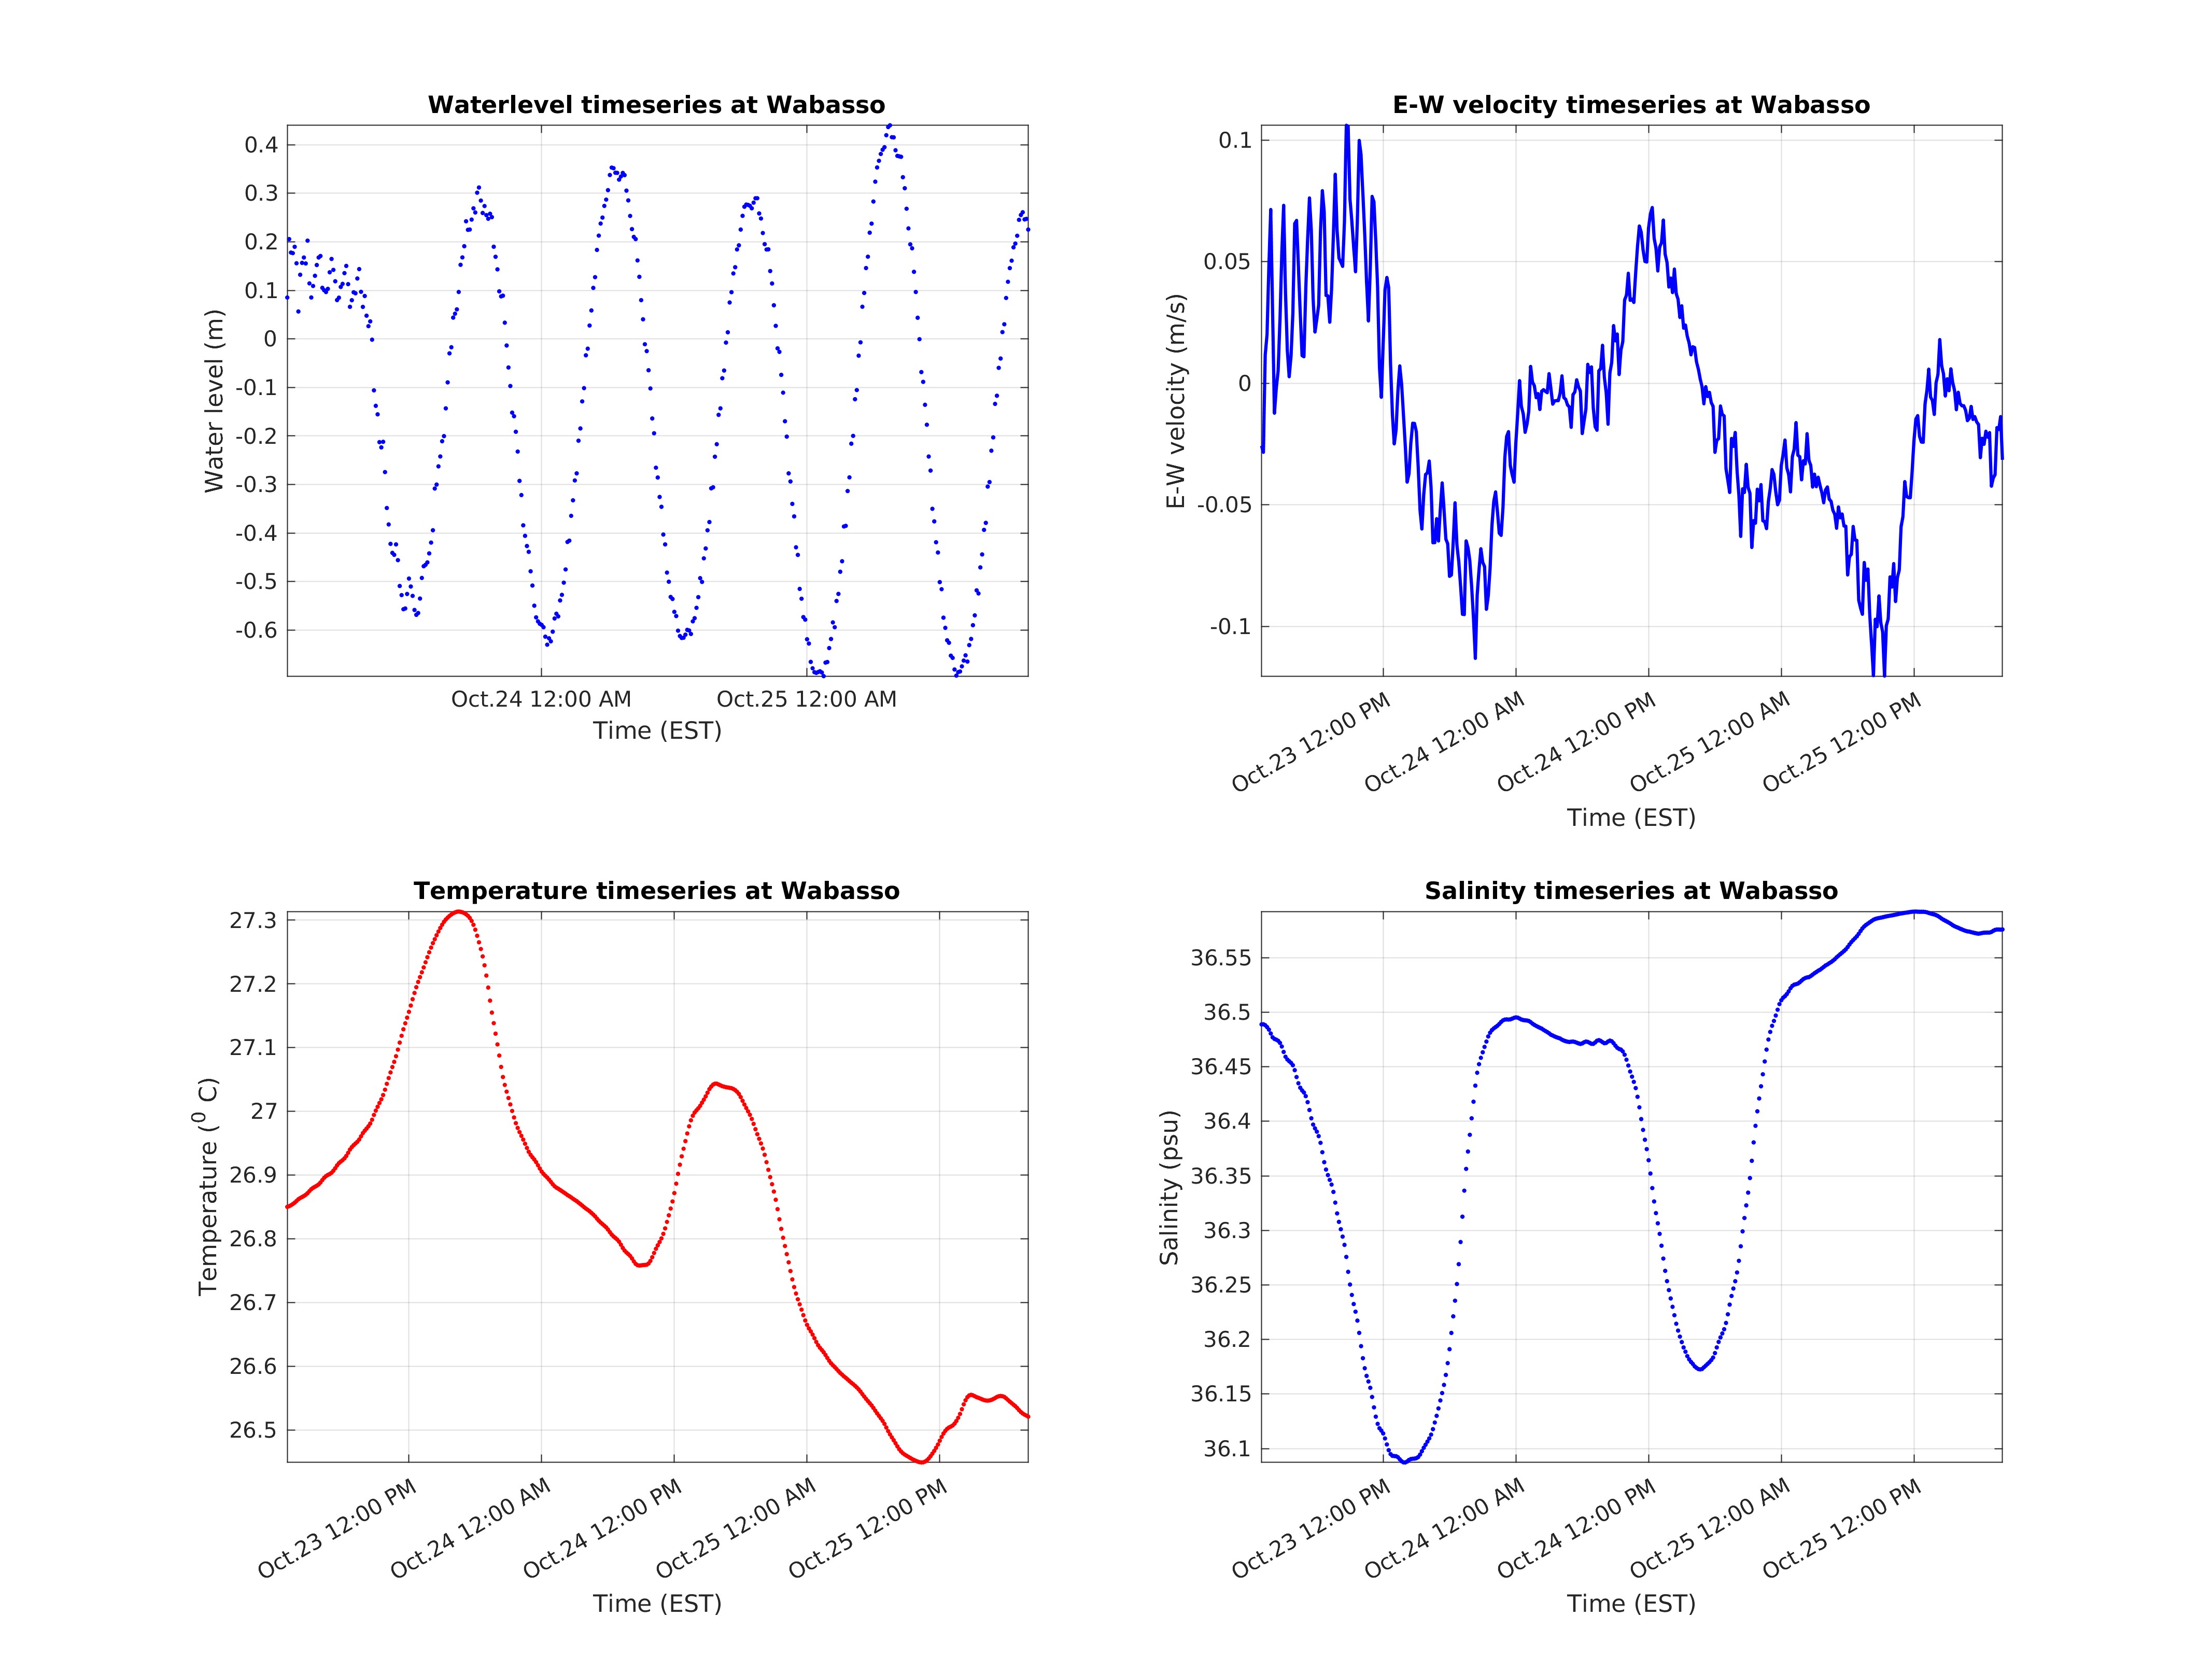 Waterlevel timeseries at Wabasso
0.4
0.3
0.2
0.1
0
-0.1
-0.2
-0.3
-0.4
-0.5
-0.6
Water level (m)
Oct.24 12:00 AM
Oct.25 12:00 AM
Time (EST)
E-W velocity timeseries at Wabasso
0.1
0.05
0
-0.05
-0.1
E-W velocity (m/s)
Oct.23 12:00 PM
Oct.24 12:00 AM
Oct.24 12:00 PM
Oct.25 12:00 AM
Oct.25 12:00 PM
Time (EST)
Temperature timeseries at Wabasso
27.3
27.2
27.1
27
26.9
26.8
26.7
26.6
26.5
Temperature (⁰ C)
Oct.23 12:00 PM
Oct.24 12:00 AM
Oct.24 12:00 PM
Oct.25 12:00 AM
Oct.25 12:00 PM
Time (EST)
Salinity timeseries at Wabasso
36.55
36.5
36.45
36.4
36.35
36.3
36.25
36.2
36.15
36.1
Salinity (psu)
Oct.23 12:00 PM
Oct.24 12:00 AM
Oct.24 12:00 PM
Oct.25 12:00 AM
Oct.25 12:00 PM
Time (EST)